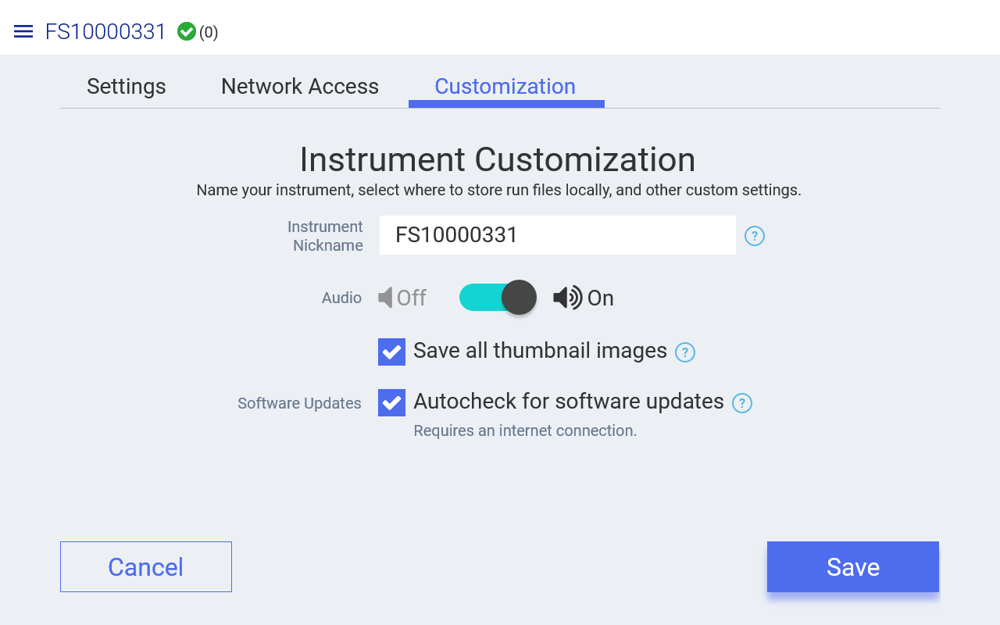 FS10000331 (0)
Settings Network Access Customization
Instrument Customization
Name your instrument, select where to store run files locally, and other custom settings.
Instrument
Nickname
FS10000331 ?
Audio Off On
Save all thumbnail images ?
Software Updates Autocheck for software updates ?
Requires an internet connection.
Cancel Save